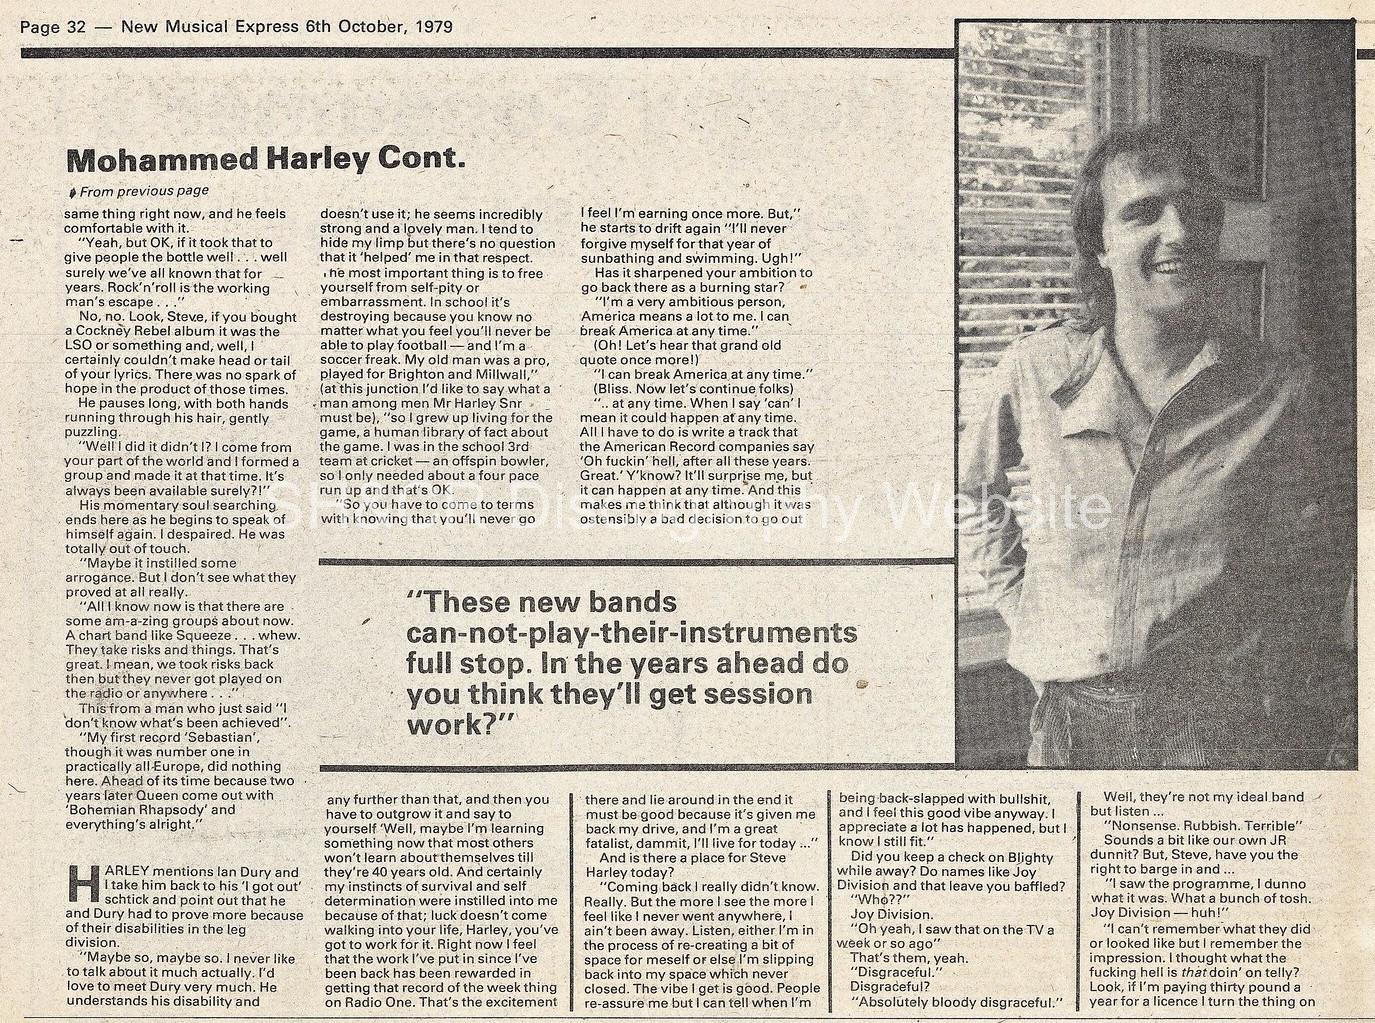 Page 32 — New Musical Express 6th October, 1979
Mohammed Harley Cont.
From previous page
same thing right now, and he feels
comfortable with it.
"Yeah, but OK, if it took that to
give people the bottle well . . . well
surely we've all known that for
years. Rock'n'roll is the working
man's escape . . ."
No, no. Look, Steve, if you bought
a Cockney Rebel album it was the
LSO or something and, well, I
certainly couldn't make head or tail
of your lyrics. There was no spark of
hope in the product of those times.
He pauses long, with both hands
running through his hair, gently
puzzling.
"Well I did it didn't I? I come from
your part of the world and I formed a
group and made it at that time. It's
always been available surely?!"
His momentary soul searching
ends here as he begins to speak of
himself again. I despaired. He was
totally out of touch.
"Maybe it instilled some
arrogance. But I don't see what they
proved at all really.
"All I know now is that there are
some am-a-zing groups about now.
A chart band like Squeeze . . . whew.
They take risks and things. That's
great. I mean, we took risks back
then but they never got played on
the radio or anywhere . . ."
This from a man who just said "I
don't know what's been achieved".
"My first record 'Sebastian',
though it was number one in
practically all Europe, did nothing
here. Ahead of its time because two
years later Queen come out with
'Bohemian Rhapsody' and
everything's alright."
HARLEY mentions Ian Dury and
I take him back to his 'I got out'
schtick and point out that he
and Dury had to prove more because
of their disabilities in the leg
division.
"Maybe so, maybe so. I never like
to talk about it much actually. I'd
love to meet Dury very much. He
understands his disability and
doesn't use it; he seems incredibly
strong and a lovely man. I tend to
hide my limp but there's no question
that it 'helped' me in that respect.
he most important thing is to free
yourself from self-pity or
embarrassment. In school it's
destroying because you know no
matter what you feel you'll never be
able to play football — and I'm a
soccer freak. My old man was a pro,
played for Brighton and Millwall,"
(at this junction I'd like to say what a
man among men Mr Harley Snr
must be), "so I grew up living for the
game, a human library of fact about
the game. I was in the school 3rd
team at cricket — an offspin bowler,
so I only needed about a four pace
run up and that's OK.
"So you have to come to terms
with knowing that you'll never go
I feel I'm earning once more. But,"
he starts to drift again "I'll never
forgive myself for that year of
sunbathing and swimming. Ugh!"
Has it sharpened your ambition to
go back there as a burning star?
"I'm a very ambitious person,
America means a lot to me. I can
break America at any time."
(Oh! Let's hear that grand old
quote once more!)
"I can break America at any time."
(Bliss. Now let's continue folks)
".. at any time. When I say 'can' I
mean it could happen at any time.
All I have to do is write a track that
the American Record companies say
'Oh fuckin' hell, after all these years.
Great.' Y'know? It'll surprise me, but
it can happen at any time. And this
makes me think that although it was
ostensibly a bad decision to go out
"These new bands
can-not-play-their-instruments
full stop. In the years ahead do
you think they'll get session
work?"
any further than that, and then you
have to outgrow it and say to
yourself 'Well, maybe I'm learning
something now that most others
won't learn about themselves till
they're 40 years old. And certainly
my instincts of survival and self
determination were instilled into me
because of that; luck doesn't come
walking into your life, Harley, you've
got to work for it. Right now I feel
that the work I've put in since I've
been back has been rewarded in
getting that record of the week thing
on Radio One. That's the excitement
there and lie around in the end it
must be good because it's given me
back my drive, and I'm a great
fatalist, dammit, I'll live for today ..."
And is there a place for Steve
Harley today?
"Coming back I really didn't know.
Really. But the more I see the more I
feel like I never went anywhere, I
ain't been away. Listen, either I'm in
the process of re-creating a bit of
space for meself or else I'm slipping
back into my space which never
closed. The vibe I get is good. People
re-assure me but I can tell when I'm
being back-slapped with bullshit,
and I feel this good vibe anyway. I
appreciate a lot has happened, but I
know I still fit."
Did you keep a check on Blighty
while away? Do names like Joy
Division and that leave you baffled?
"Who??"
Joy Division.
"Oh yeah, I saw that on the TV a
week or so ago"
That's them, yeah.
"Disgraceful."
Disgraceful?
"Absolutely bloody disgraceful."
Well, they're not my ideal band
but listen ...
"Nonsense. Rubbish. Terrible"
Sounds a bit like our own JR
dunnit? But, Steve, have you the
right to barge in and ...
"I saw the programme, I dunno
what it was. What a bunch of tosh.
Joy Division — huh!"
"I can't remember what they did
or looked like but I remember the
impression. I thought what the
fucking hell is that doin' on telly?
Look, if I'm paying thirty pound a
year for a licence I turn the thing on
Website